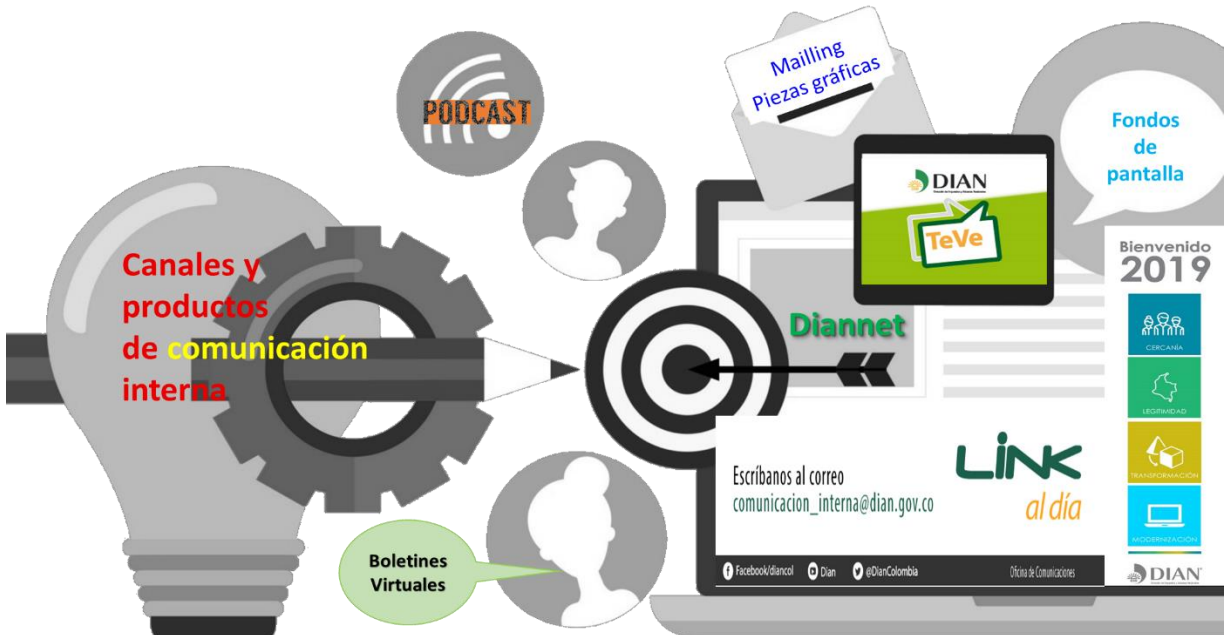 PODCAST
Mailling
Piezas gráficas
Fondos
de
pantalla
DIAN
TeVe
Canales y
productos
de comunicación
interna
Diannet
Bienvenido
2019
CERCANÍA
LEGITIMIDAD
TRANSFORMACIÓN
MODERNIZACIÓN
DIAN
Escríbanos al correo
comunicacion_interna@dian.gov.co
LINK
al día
Facebook/diancol Dian @DianColombia Oficina de Comunicaciones
Boletines
Virtuales